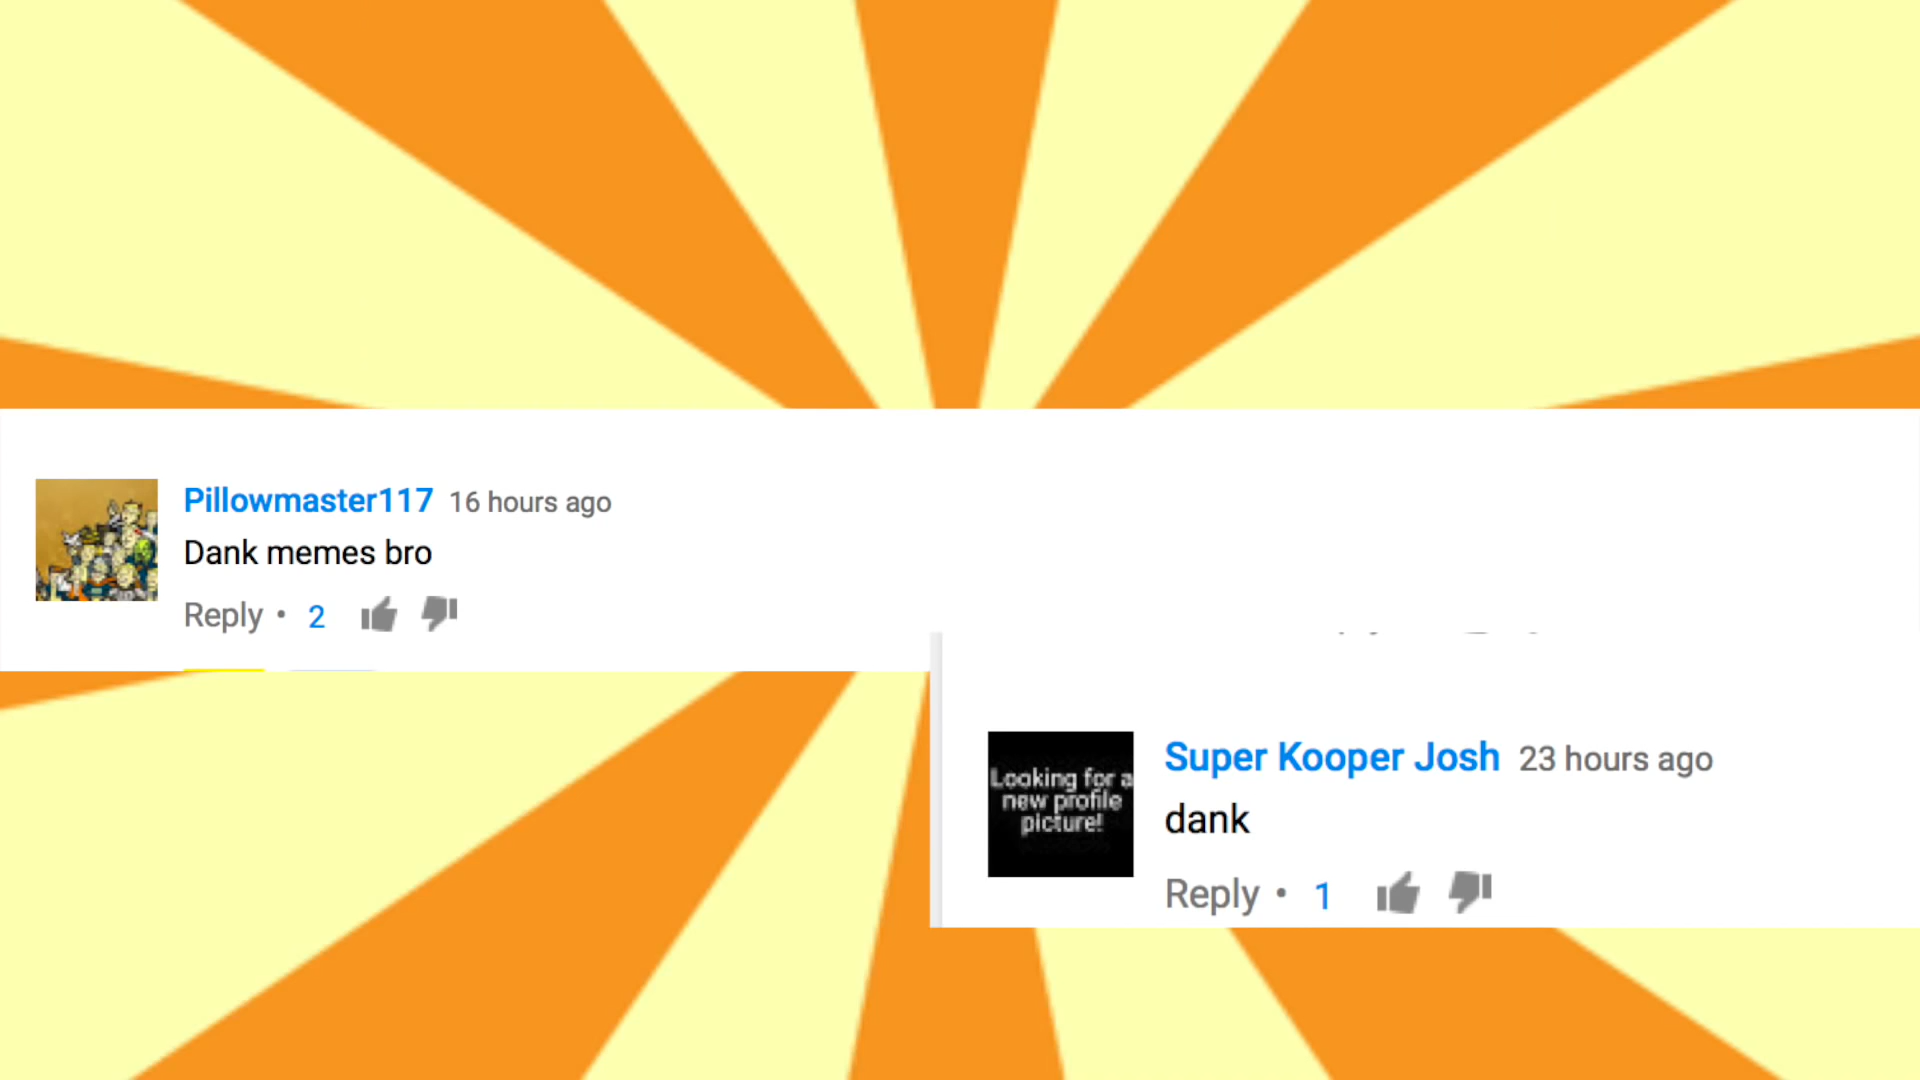 Pillowmaster117 16 hours ago
Dank memes bro
Reply • 2
Looking for a
new profile
picture!
Super Kooper Josh 23 hours ago
dank
Reply • 1